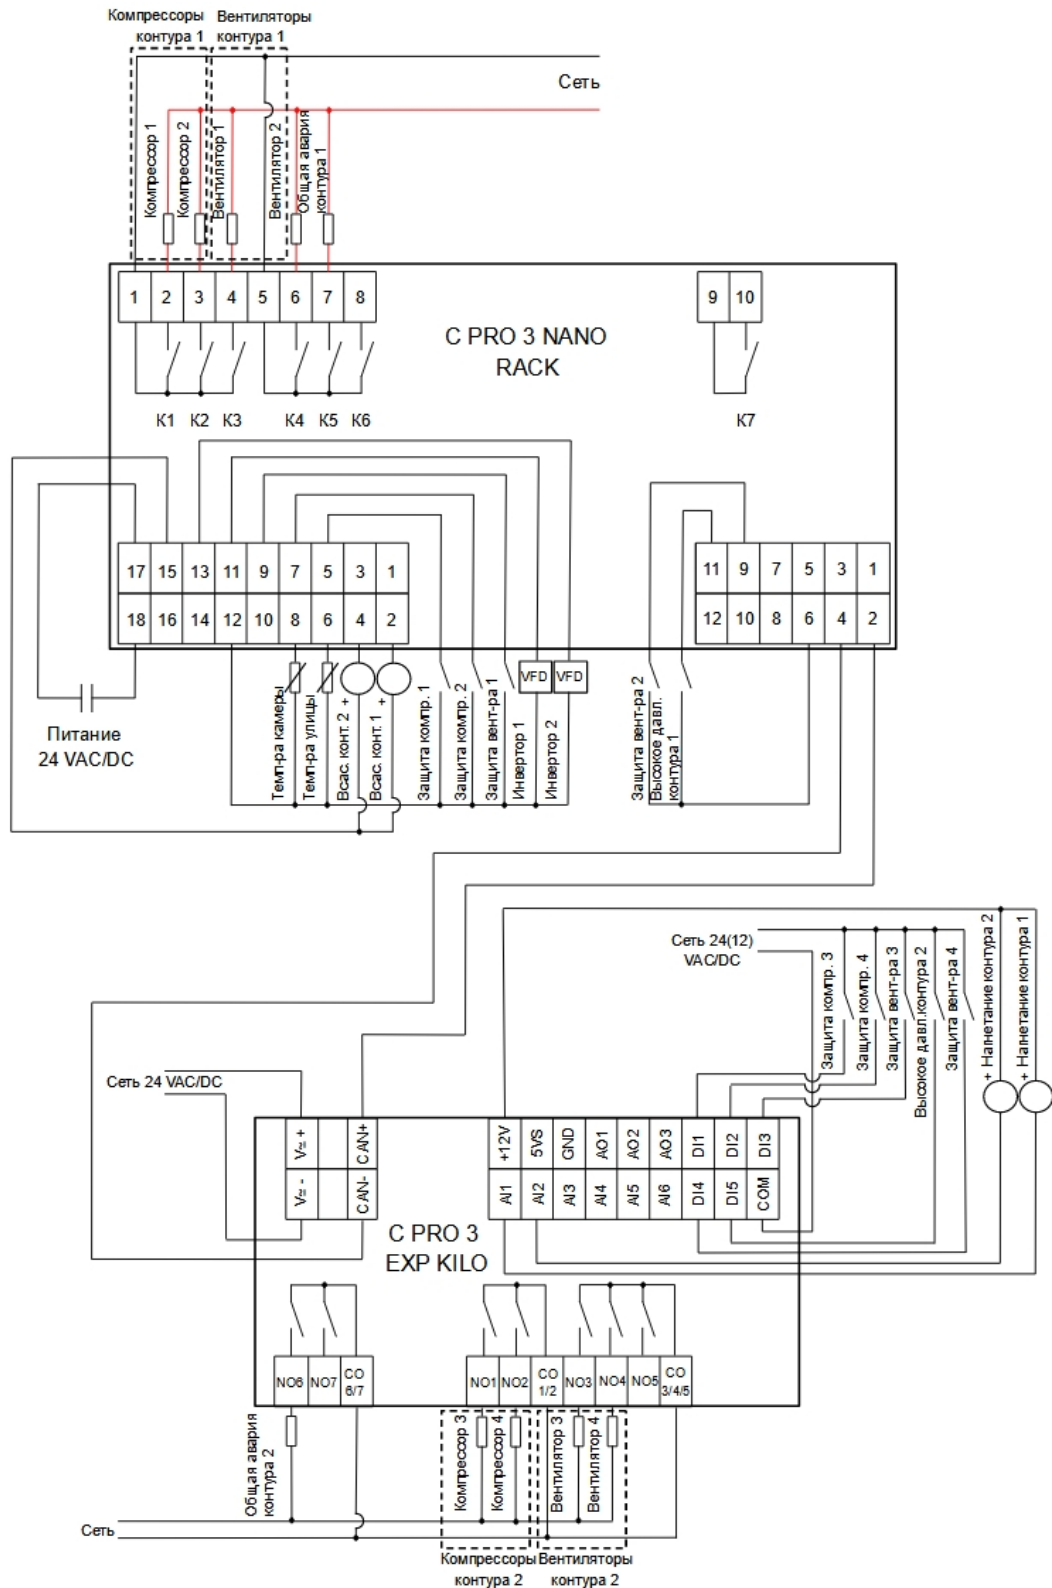 Компрессоры
контура 1
Вентиляторы
контура 1
Сеть
Компрессор 1
Компрессор 2
Вентилятор 1
Вентилятор 2
Общая авария
контура 1
1 2 3 4 5 6 7 8
9 10
C PRO 3 NANO
RACK
К1 К2 К3 К4 К5 К6
К7
17 15 13 11 9 7 5 3 1
18 16 14 12 10 8 6 4 2
11 9 7 5 3 1
12 10 8 6 4 2
Питание
24 VAC/DC
Темп-ра камеры
Темп-ра улицы
Всас. конт. 2 +
Всас. конт. 1 +
Защита компр. 1
Защита компр. 2
Защита вент-ра 1
VFD
Инвертор 1
VFD
Инвертор 2
Защита вент-ра 2
Высокое давл.
контура 1
Сеть 24(12)
VAC/DC
Защита компр. 3
Защита компр. 4
Защита вент-ра 3
Высокое давл.контура 2
Защита вент-ра 4
+ Нагнетание контура 2
+ Нагнетание контура 1
Сеть 24 VAC/DC
V≃ + CAN+
V≃ - CAN-
+12V 5VS GND AO1 AO2 AO3 DI1 DI2 DI3
AI1 AI2 AI3 AI4 AI5 AI6 DI4 DI5 COM
C PRO 3
EXP KILO
NO6 NO7 CO
6/7
NO1 NO2 CO
1/2
NO3 NO4 NO5 CO
3/4/5
Общая авария
контура 2
Компрессор 3
Компрессор 4
Вентилятор 3
Вентилятор 4
Сеть
Компрессоры
контура 2
Вентиляторы
контура 2